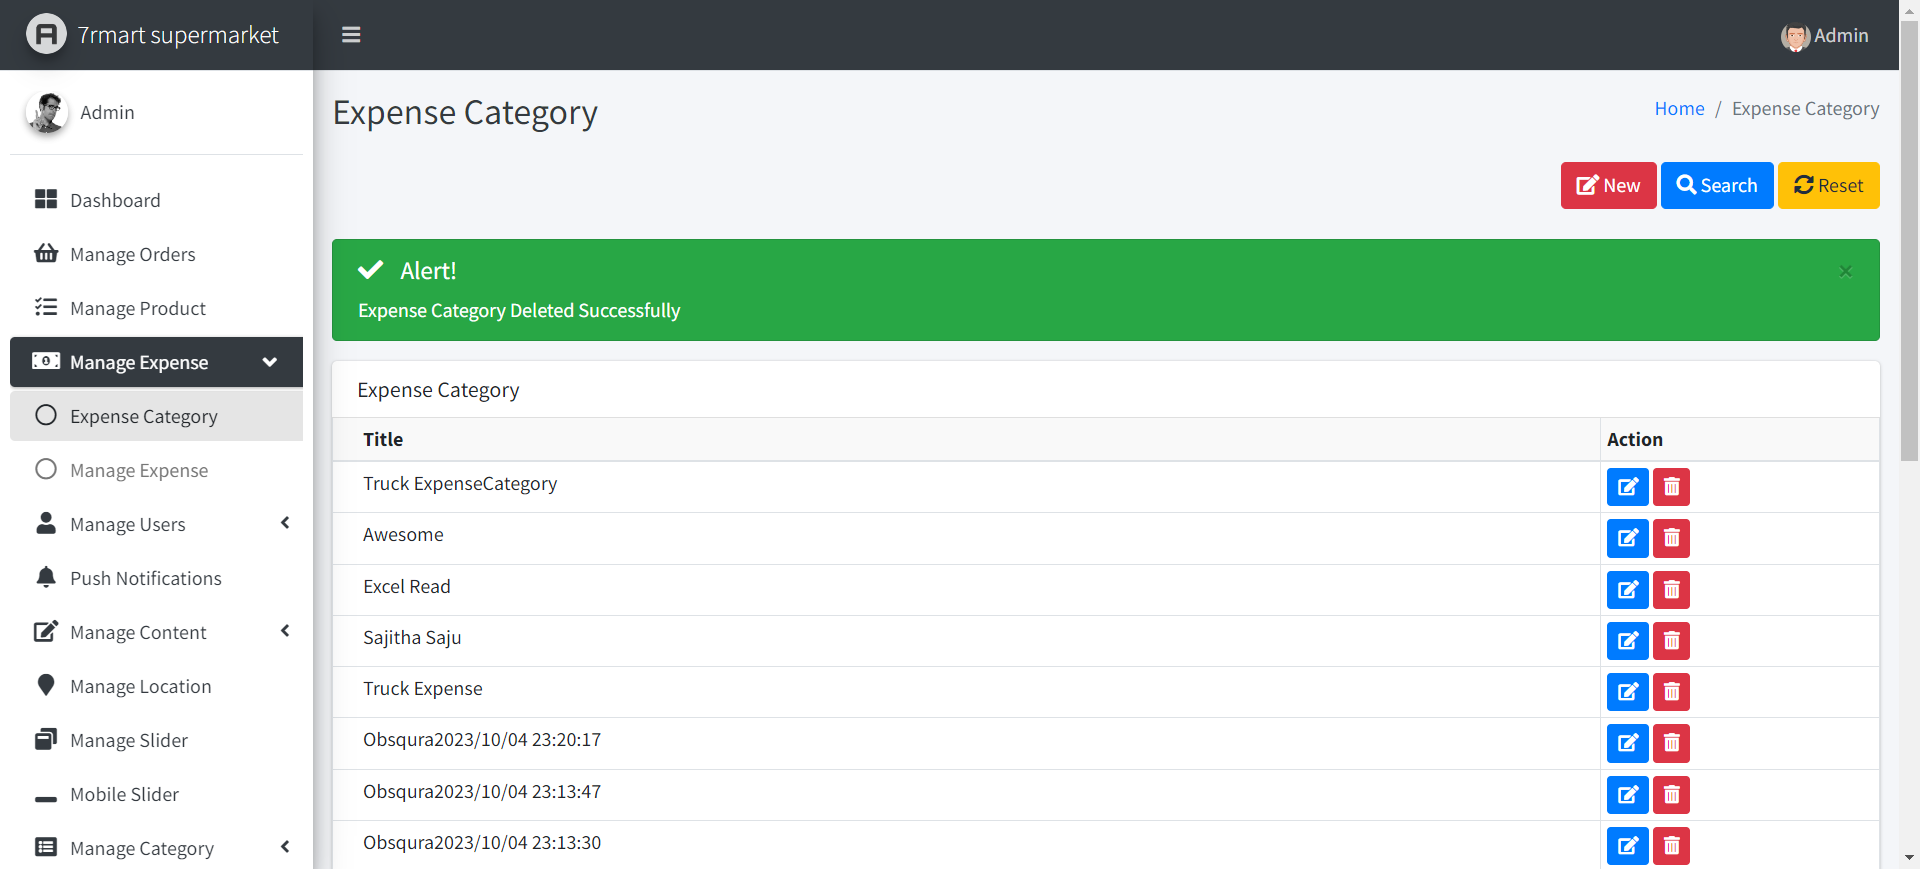 7rmart supermarket
Admin
Admin
Dashboard
Manage Orders
Manage Product
Manage Expense
Expense Category
Manage Expense
Manage Users
Push Notifications
Manage Content
Manage Location
Manage Slider
Mobile Slider
Manage Category
Expense Category
Home / Expense Category
New Search Reset
Alert! ×
Expense Category Deleted Successfully
Expense Category
Title Action
Truck ExpenseCategory
Awesome
Excel Read
Sajitha Saju
Truck Expense
Obsqura2023/10/04 23:20:17
Obsqura2023/10/04 23:13:47
Obsqura2023/10/04 23:13:30